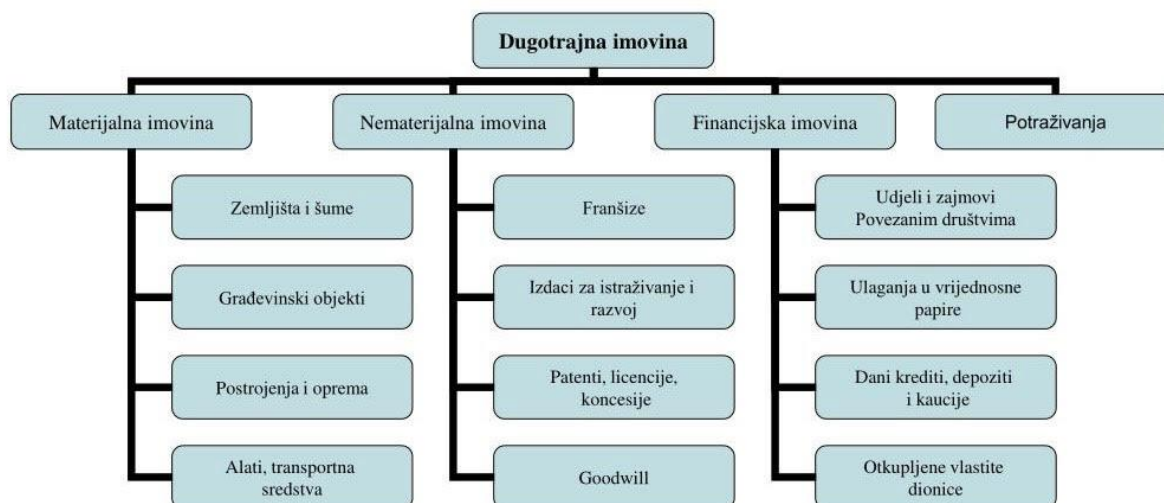 Dugotrajna imovina
Materijalna imovina
Nematerijalna imovina
Financijska imovina
Potraživanja
Zemljišta i šume
Franšize
Udjeli i zajmovi
Povezanim društvima
Građevinski objekti
Izdaci za istraživanje i
razvoj
Ulaganja u vrijednosne
papire
Postrojenja i oprema
Patenti, licencije,
koncesije
Dani krediti, depoziti
i kaucije
Alati, transportna
sredstva
Goodwill
Otkupljene vlastite
dionice